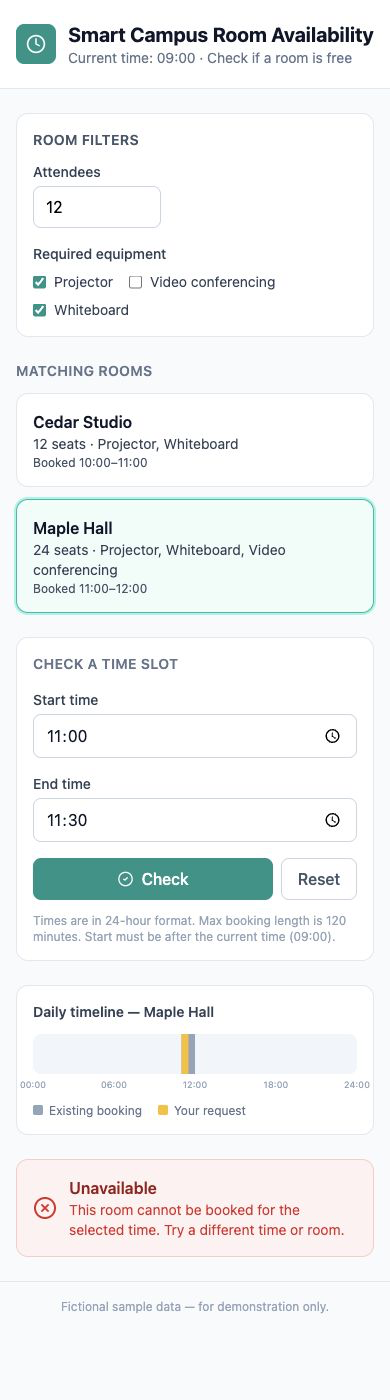 Smart Campus Room Availability
Current time: 09:00 · Check if a room is free
ROOM FILTERS
Attendees
12
Required equipment
Projector
Video conferencing
Whiteboard
MATCHING ROOMS
Cedar Studio
12 seats · Projector, Whiteboard
Booked 10:00–11:00
Maple Hall
24 seats · Projector, Whiteboard, Video
conferencing
Booked 11:00–12:00
CHECK A TIME SLOT
Start time
11:00
End time
11:30
Check
Reset
Times are in 24-hour format. Max booking length is 120
minutes. Start must be after the current time (09:00).
Daily timeline — Maple Hall
00:00
06:00
12:00
18:00
24:00
Existing booking
Your request
Unavailable
This room cannot be booked for the
selected time. Try a different time or room.
Fictional sample data — for demonstration only.